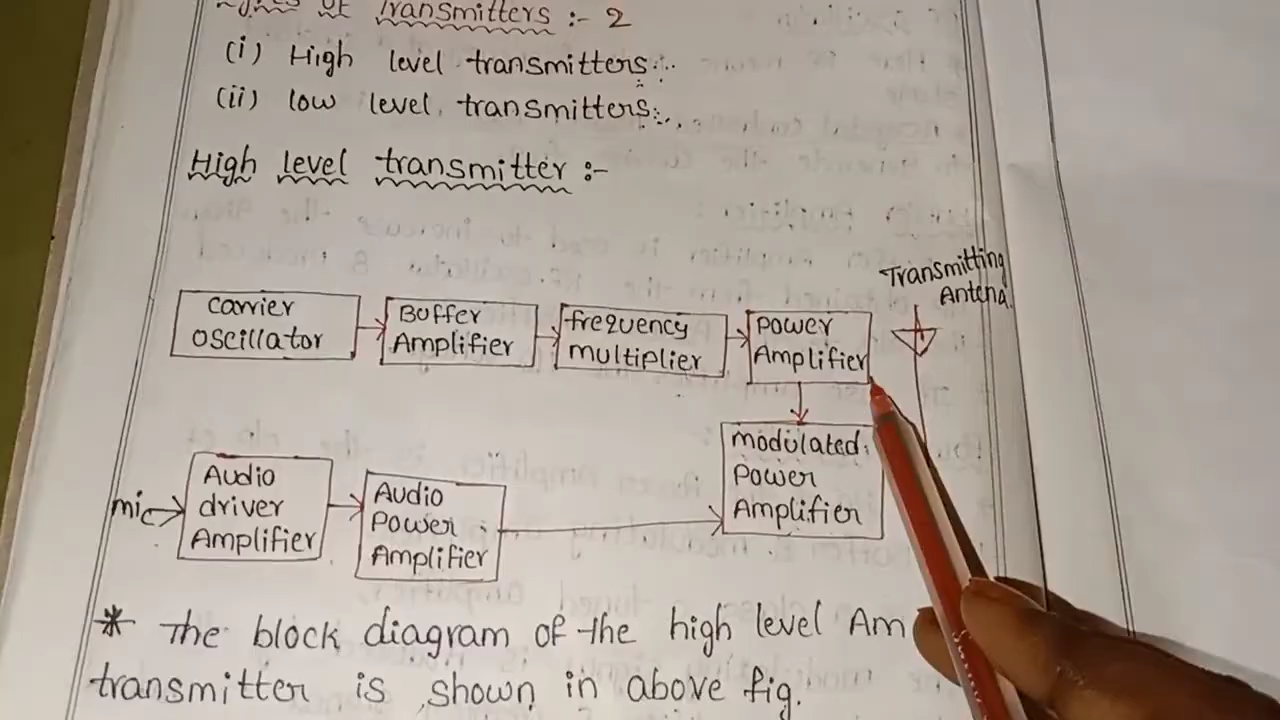 Types of Transmitters :- 2
(i) High level transmitters:.
(ii) low level transmitters:.
High level transmitter :-
Transmitting
Antena.
carrier
oscillator
Buffer
Amplifier
frequency
multiplier
power
Amplifier
modulated
power
Amplifier
mic
Audio
driver
Amplifier
Audio
power
Amplifier
* The block diagram of the high level Am
transmitter is shown in above fig.